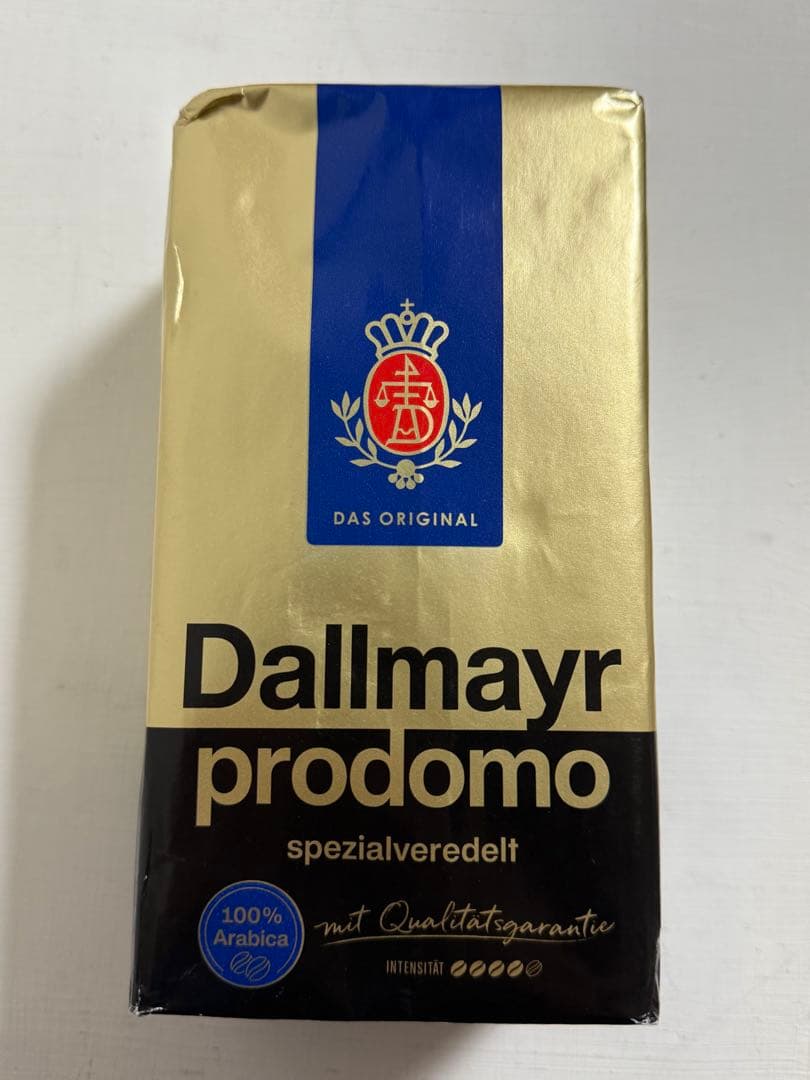 DAS ORIGINAL
Dallmayr
prodomo
spezialveredelt
100%
Arabica
mit Qualitätsgarantie
INTENSITÄT